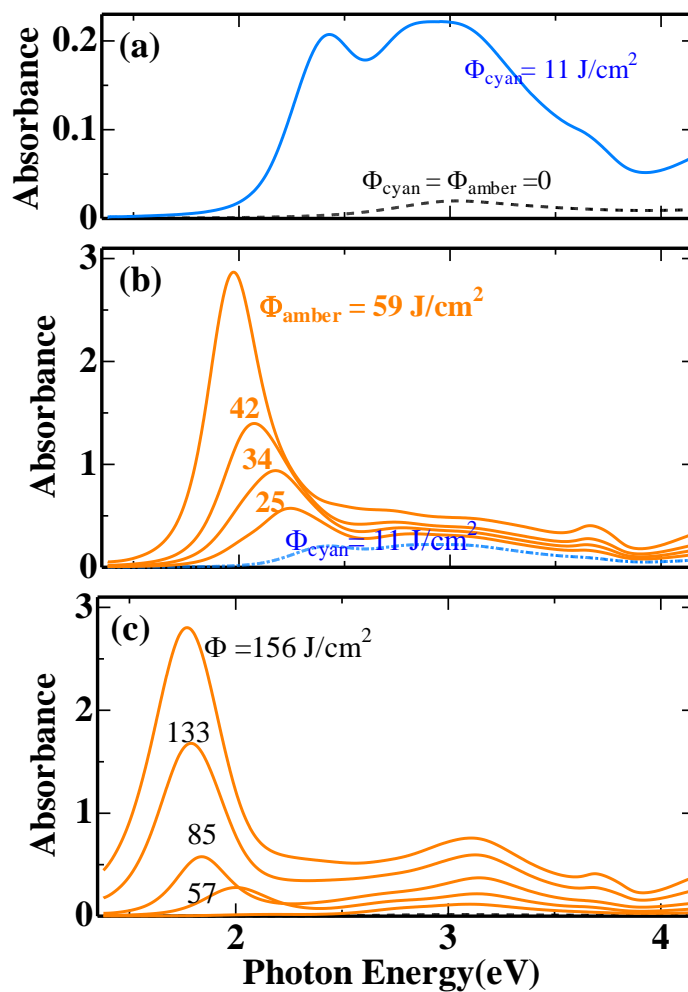 (a)
0.2
0.1
0
Absorbance
Φcyan= 11 J/cm²
Φcyan = Φamber =0
(b)
3
2
1
0
Absorbance
Φamber = 59 J/cm²
42
34
25
Φcyan= 11 J/cm²
(c)
3
2
1
0
Absorbance
Φ =156 J/cm²
133
85
57
2 3 4
Photon Energy(eV)